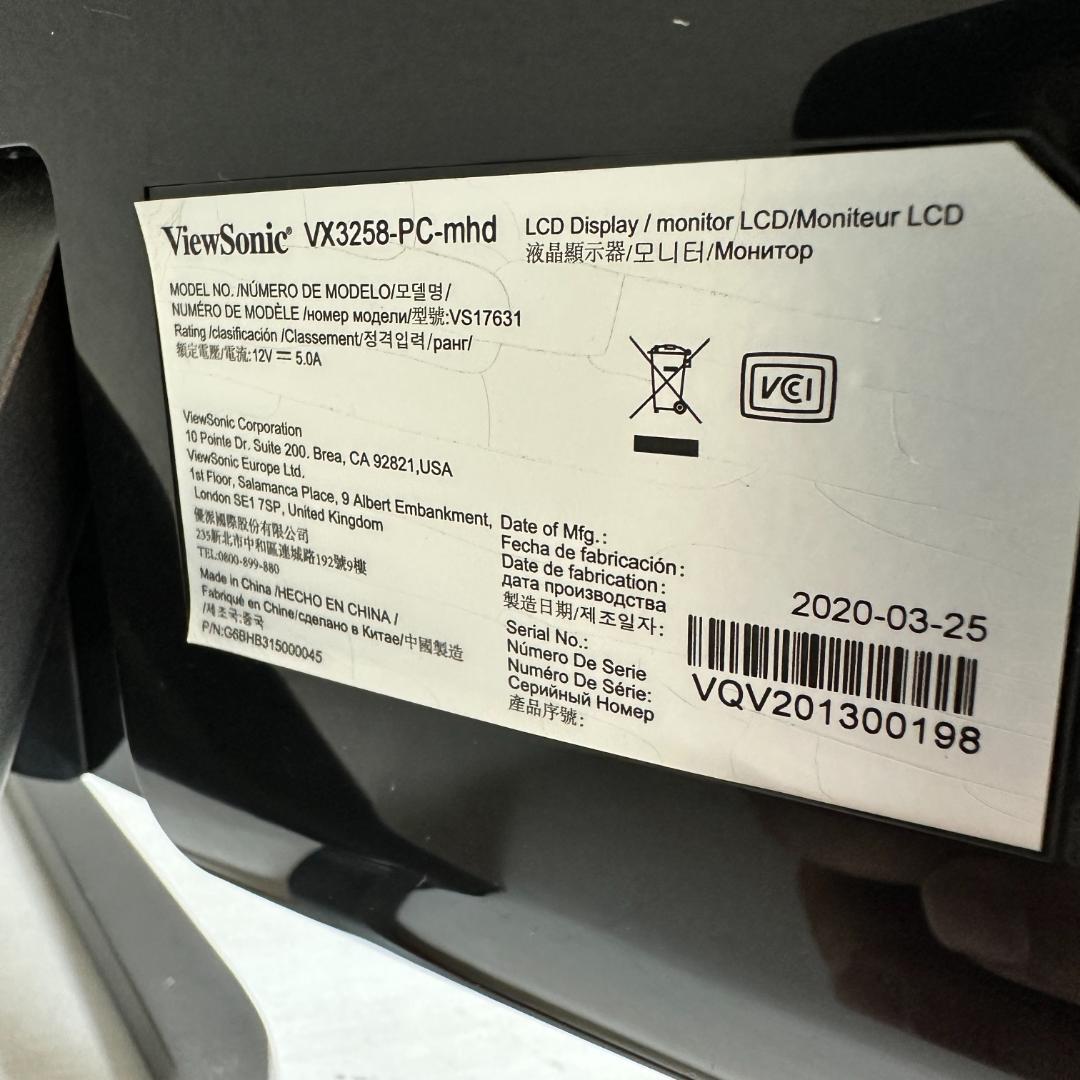 ViewSonic® VX3258-PC-mhd
LCD Display / monitor LCD/Moniteur LCD
液晶顯示器/모니터/Монитор
MODEL NO. /NÚMERO DE MODELO/모델명/
NUMÉRO DE MODÈLE /номер модели/型號:VS17631
Rating /clasificación /Classement/정격입력/ранг/
額定電壓/電流:12V ⎓ 5.0A
VCCI
ViewSonic Corporation
10 Pointe Dr. Suite 200. Brea, CA 92821,USA
ViewSonic Europe Ltd.
1st Floor, Salamanca Place, 9 Albert Embankment,
London SE1 7SP, United Kingdom
優派國際股份有限公司
235新北市中和區連城路192號9樓
TEL:0800-899-880
Made in China /HECHO EN CHINA /
Fabriqué en Chine/сделано в Китае/中國製造
/제조국:중국
P/N:G6BHB315000045
Date of Mfg.:
Fecha de fabricación:
Date de fabrication:
дата производства
製造日期/제조일자:
2020-03-25
Serial No.:
Número De Serie
Numéro De Série:
Серийный Номер
產品序號:
VQV201300198